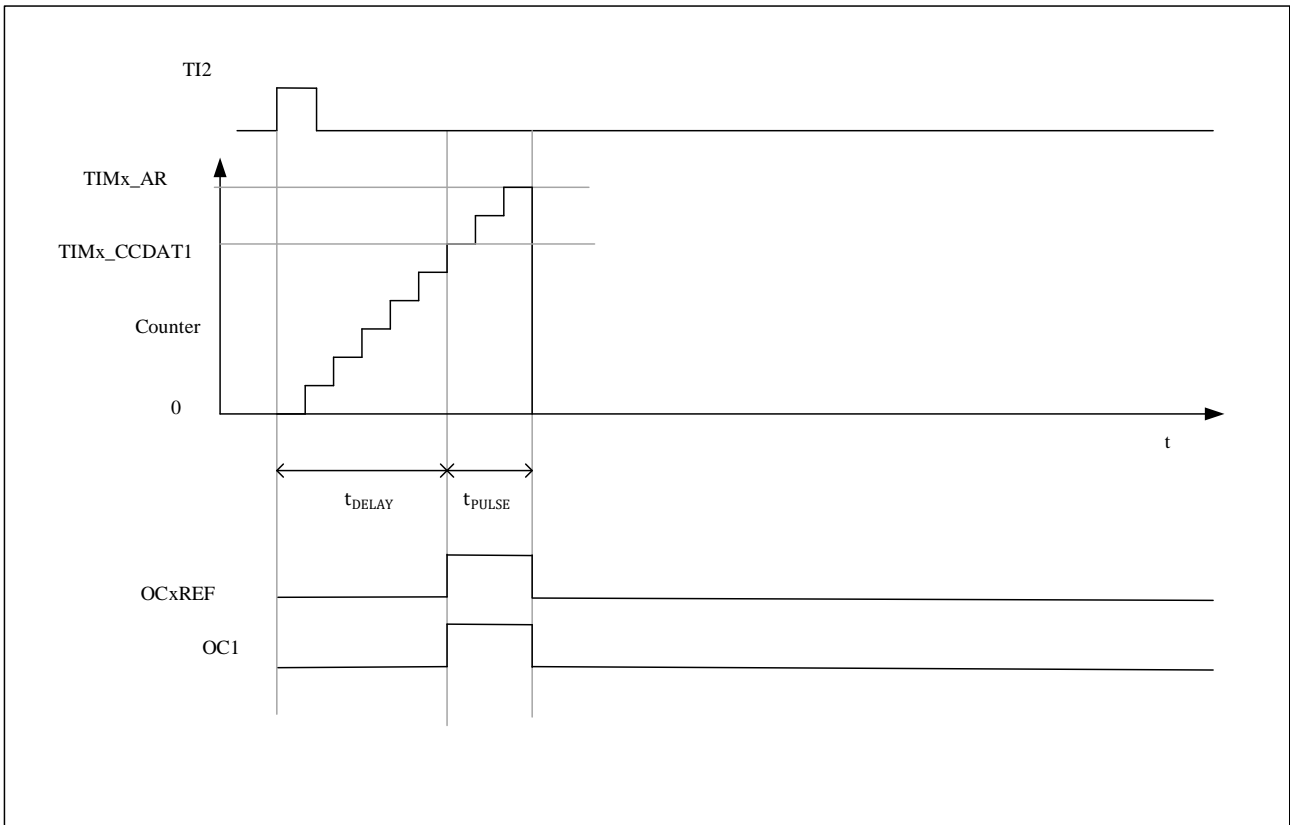 TI2
TIMx_AR
TIMx_CCDAT1
Counter
0
t
tDELAY
tPULSE
OCxREF
OC1